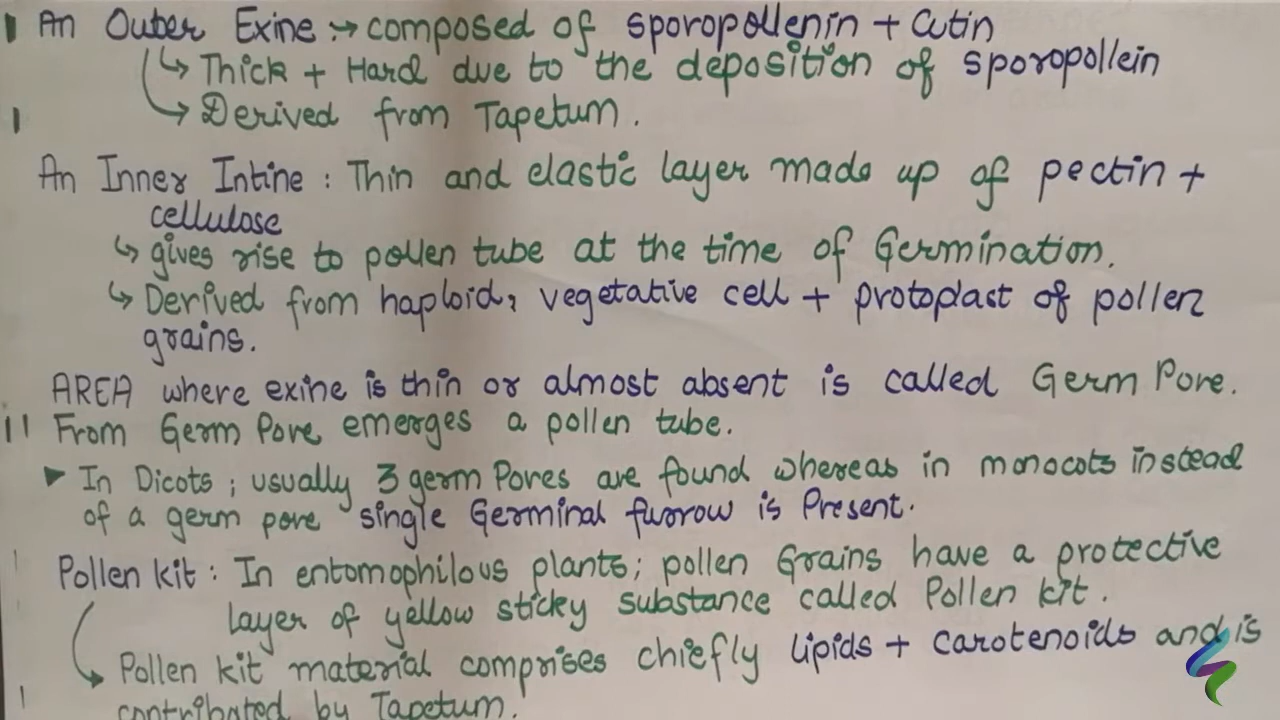 An Outer Exine :→ composed of sporopollenin + Cutin
↳ Thick + Hard due to the deposition of sporopollein
↳ Derived from Tapetum.
An Inner Intine : Thin and elastic layer made up of pectin +
cellulose
↳ gives rise to pollen tube at the time of Germination.
↳ Derived from haploid, vegetative cell + protoplast of pollen
grains.
AREA where exine is thin or almost absent is called Germ Pore.
From Germ Pore emerges a pollen tube.
▶ In Dicots ; usually 3 germ Pores are found whereas in monocots instead
of a germ pore single Germinal furrow is Present.
Pollen kit : In entomophilous plants; pollen Grains have a protective
layer of yellow sticky substance called Pollen kit.
Pollen kit material comprises chiefly lipids + carotenoids and is
contributed by Tapetum.